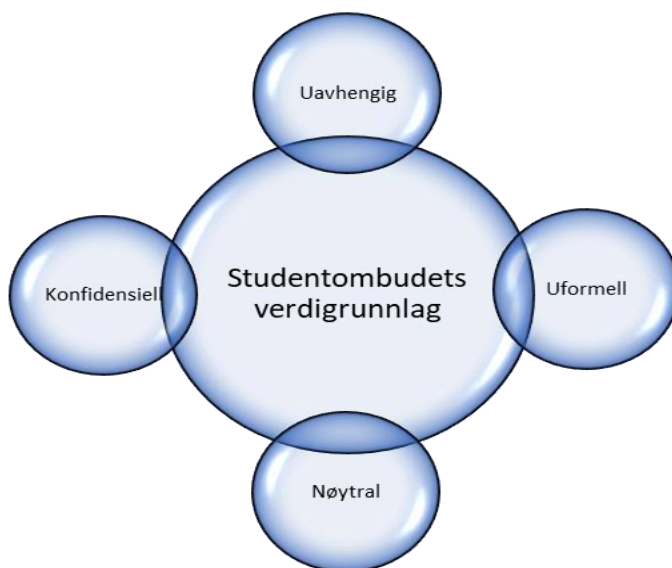 Uavhengig
Studentombudets
verdigrunnlag
Konfidensiell
Uformell
Nøytral